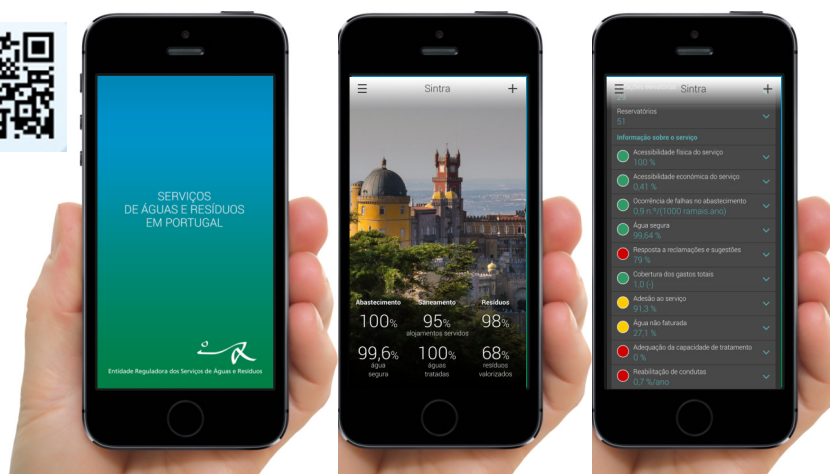 SERVIÇOS
DE ÁGUAS E RESÍDUOS
EM PORTUGAL
Entidade Reguladora dos Serviços de Águas e Resíduos
Sintra
Abastecimento Saneamento Resíduos
100% 95% 98%
alojamentos servidos
99,6% 100% 68%
água segura águas tratadas resíduos valorizados
Sintra
29
Reservatórios
51
Informação sobre o serviço
Acessibilidade física do serviço
100 %
Acessibilidade económica do serviço
0,41 %
Ocorrência de falhas no abastecimento
0,9 n.º/(1000 ramais.ano)
Água segura
99,64 %
Resposta a reclamações e sugestões
79 %
Cobertura dos gastos totais
1,0 (-)
Adesão ao serviço
91,3 %
Água não faturada
27,1 %
Adequação da capacidade de tratamento
0 %
Reabilitação de condutas
0,7 %/ano